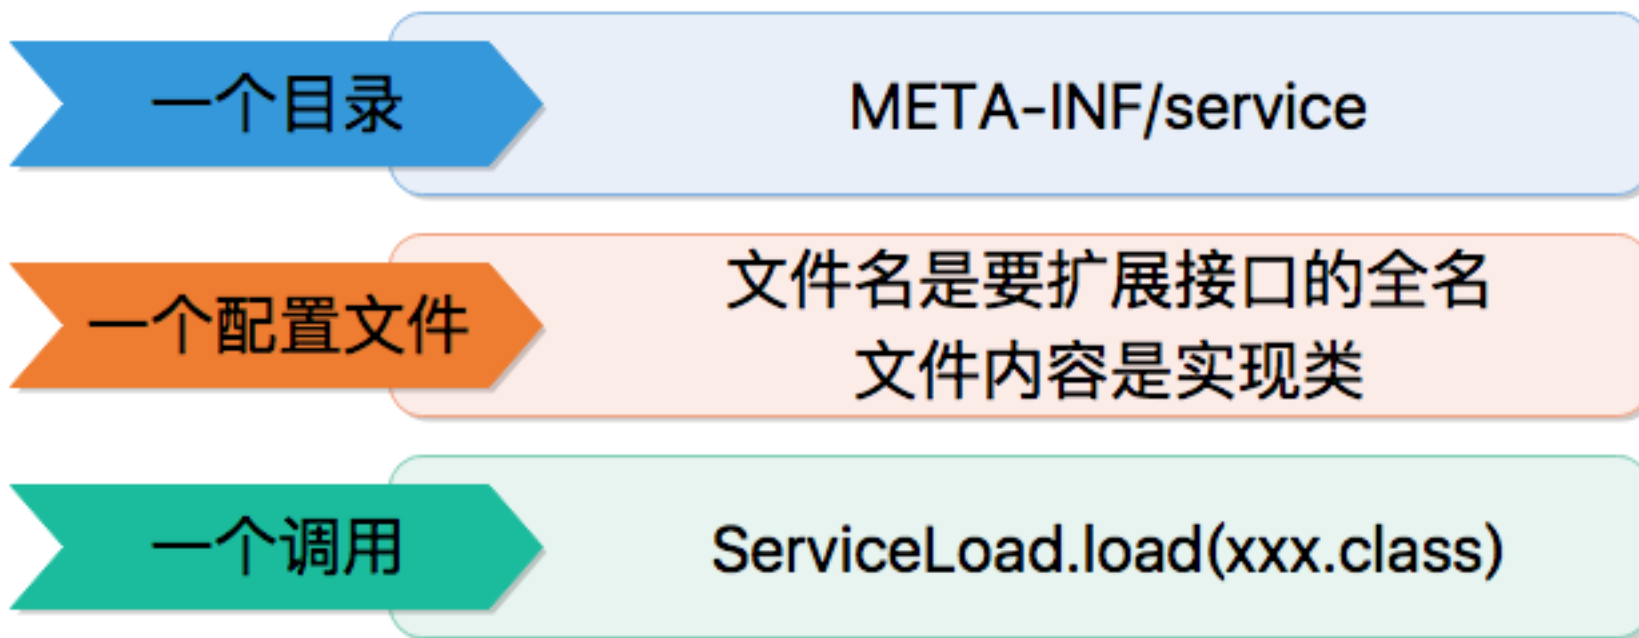 一个目录
META-INF/service
一个配置文件
文件名是要扩展接口的全名
文件内容是实现类
一个调用
ServiceLoad.load(xxx.class)